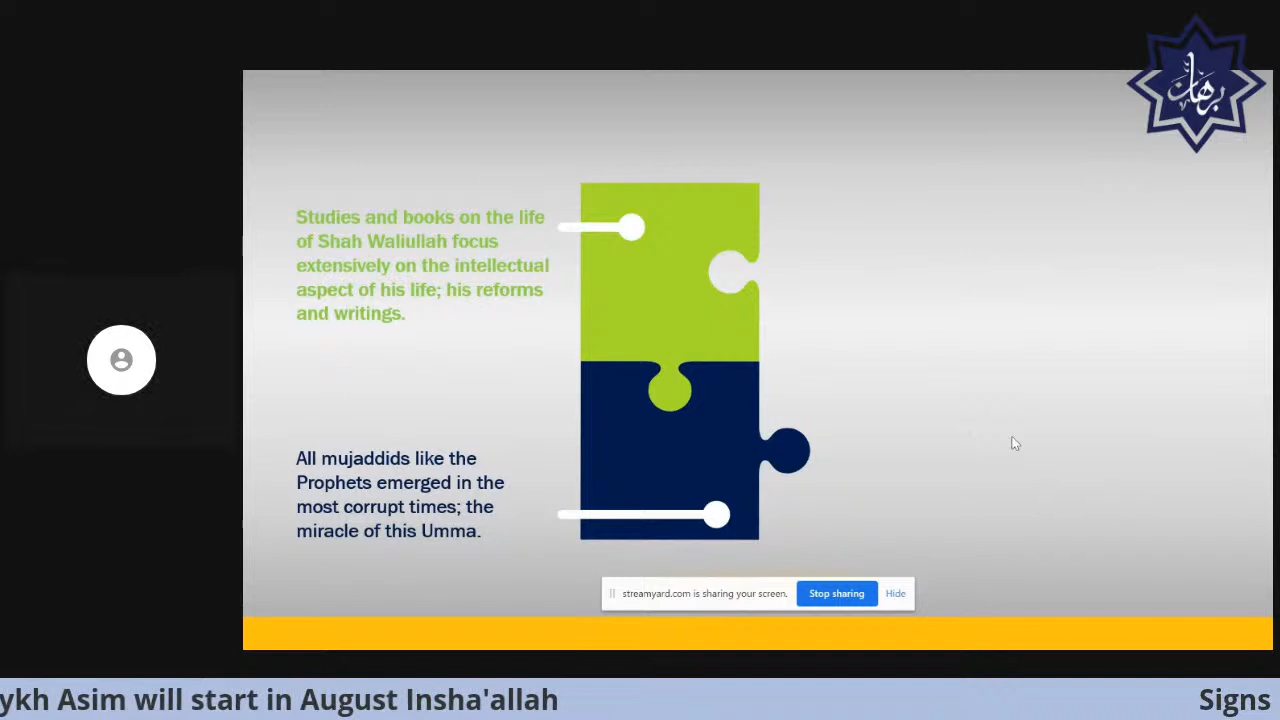 برهان
Studies and books on the life
of Shah Waliullah focus
extensively on the intellectual
aspect of his life; his reforms
and writings.
All mujaddids like the
Prophets emerged in the
most corrupt times; the
miracle of this Umma.
streamyard.com is sharing your screen.
Stop sharing
Hide
ykh Asim will start in August Insha'allah
Signs